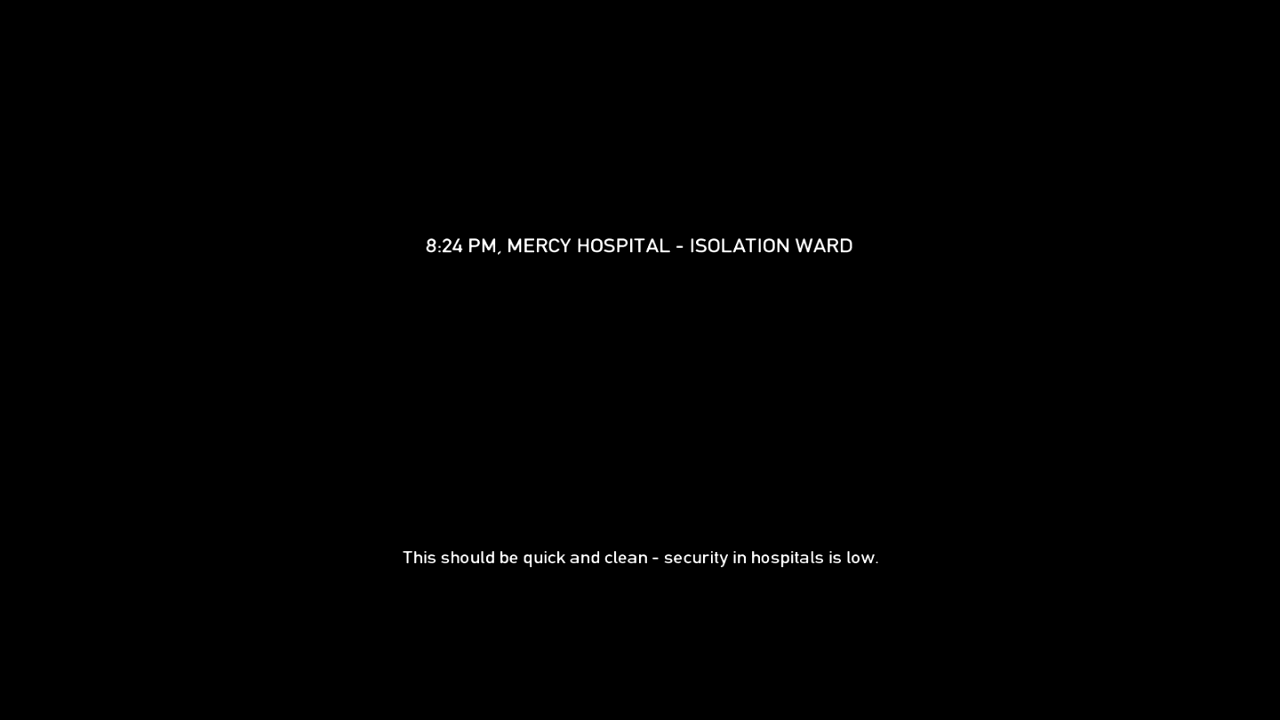 8:24 PM, MERCY HOSPITAL - ISOLATION WARD
This should be quick and clean - security in hospitals is low.